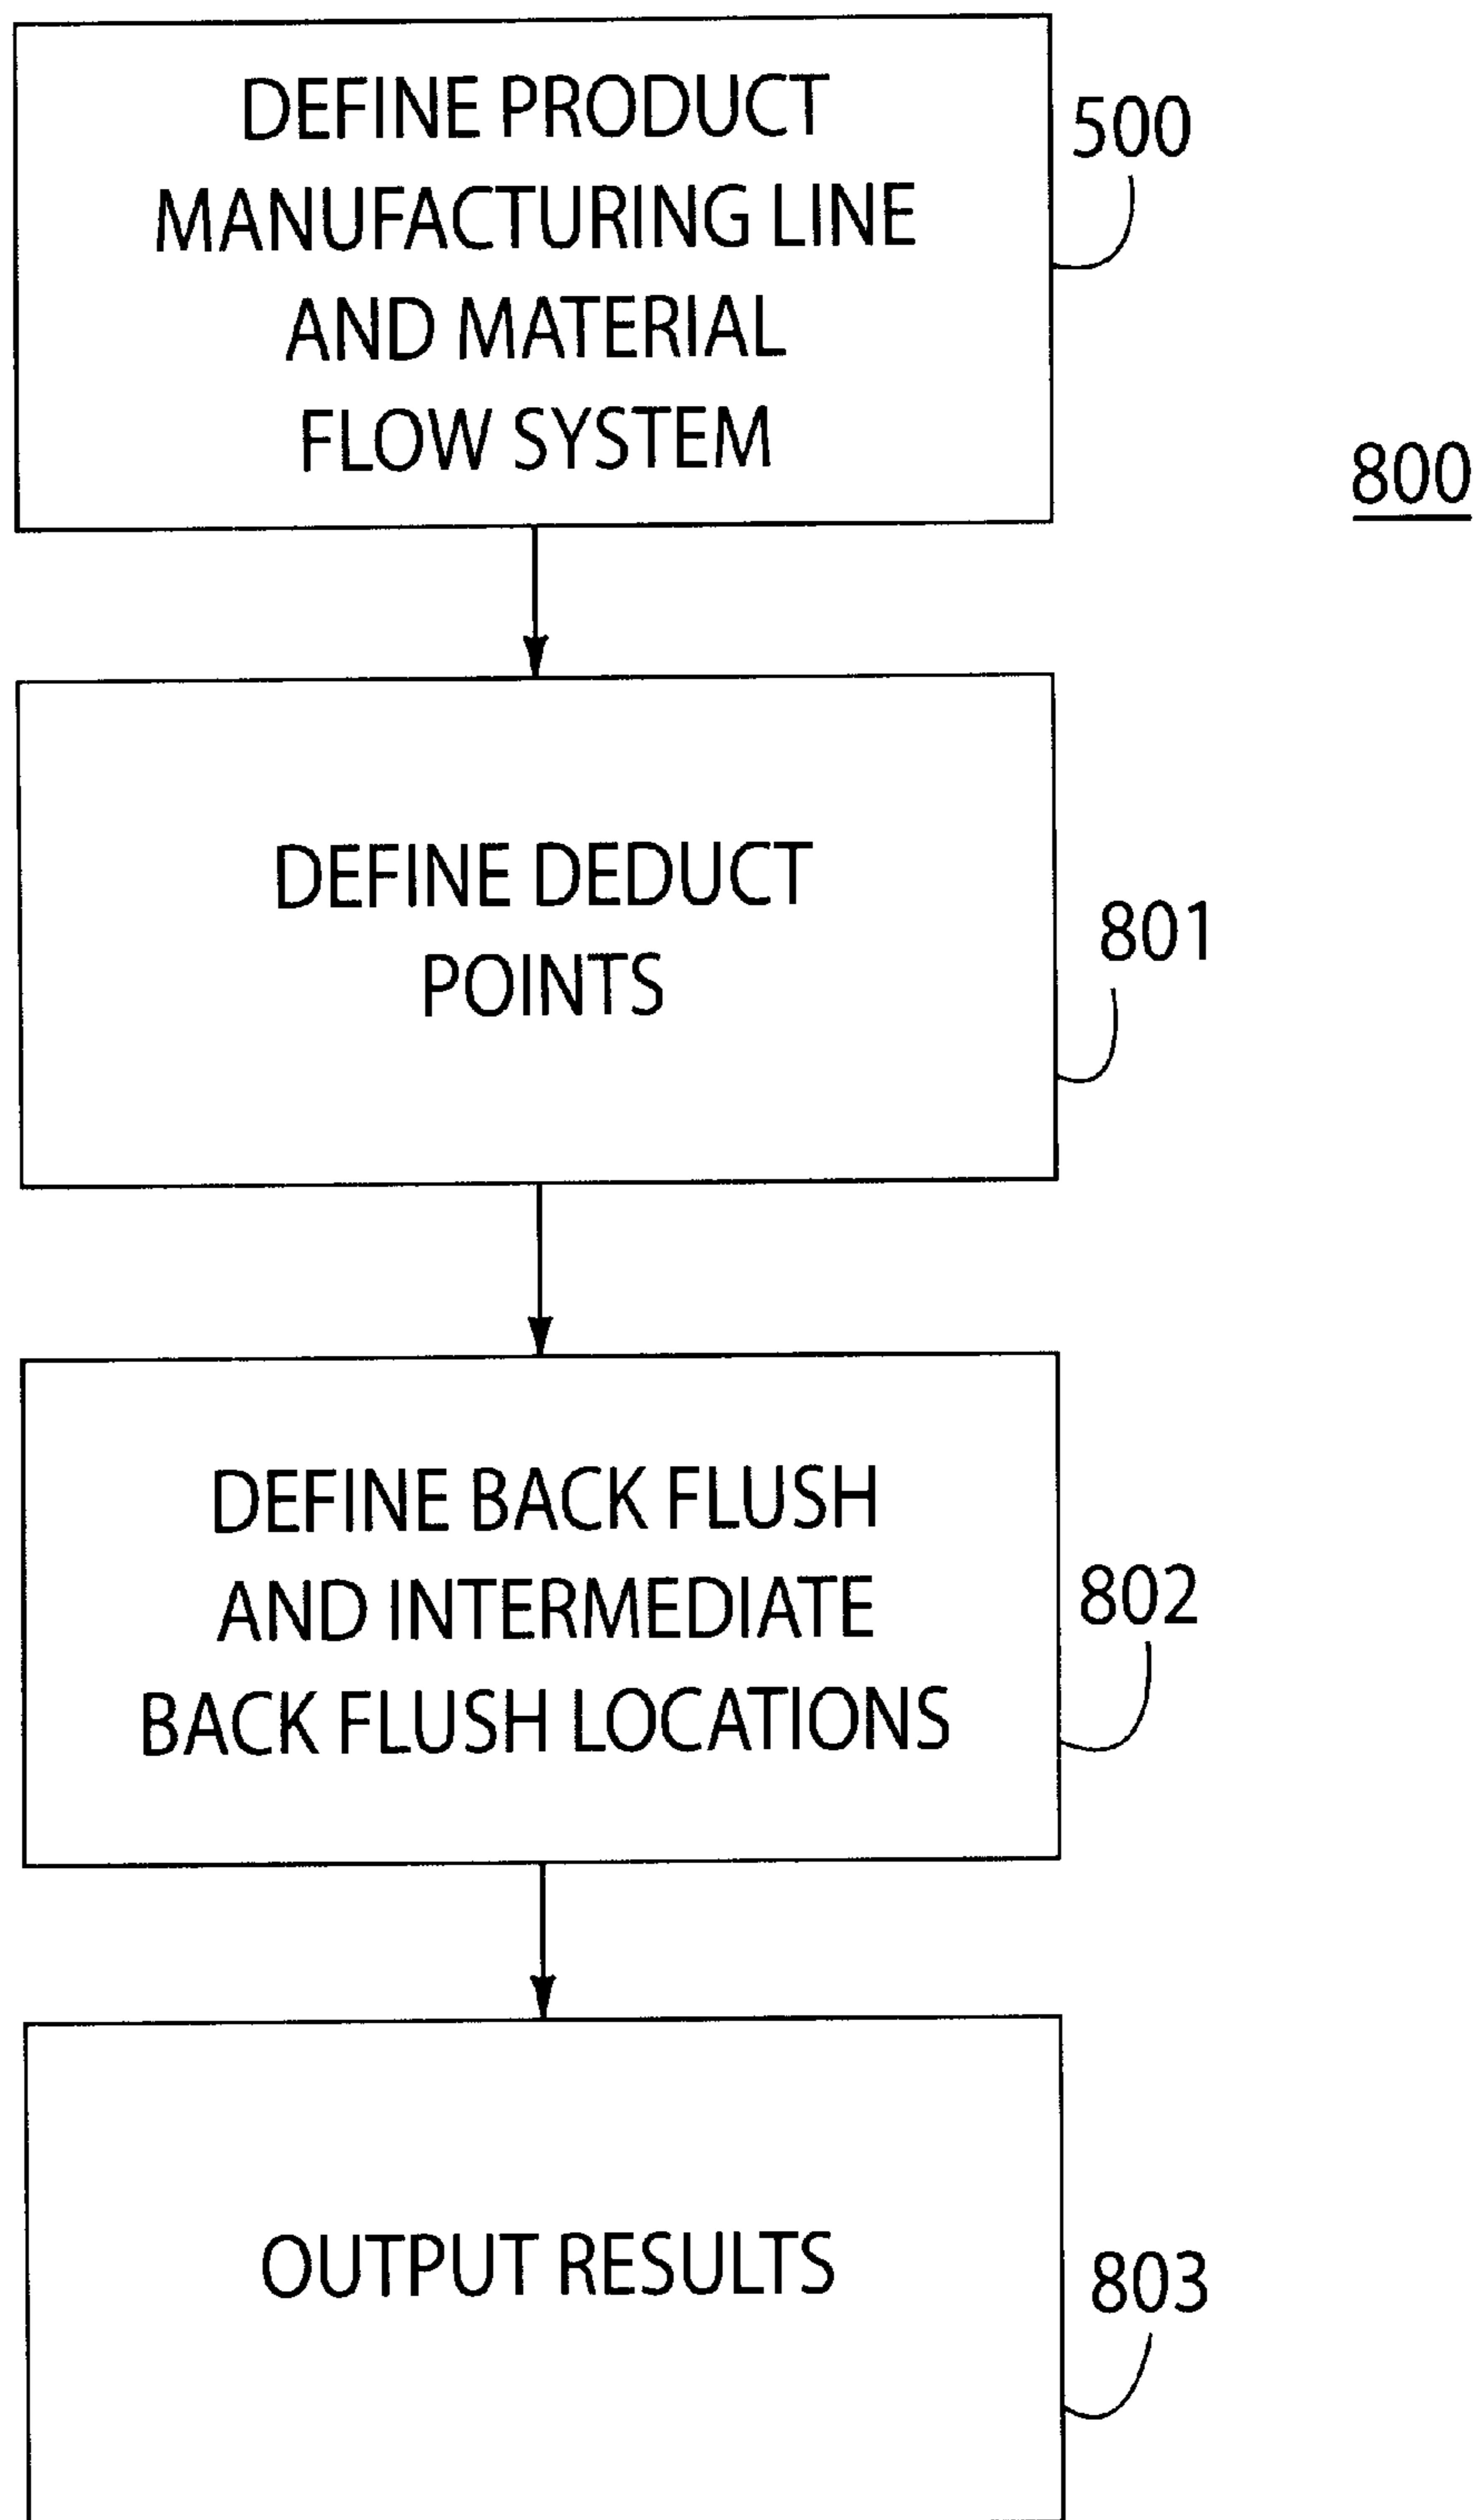 DEFINE PRODUCT
MANUFACTURING LINE
AND MATERIAL
FLOW SYSTEM
500
800
DEFINE DEDUCT
POINTS
801
DEFINE BACK FLUSH
AND INTERMEDIATE
BACK FLUSH LOCATIONS
802
OUTPUT RESULTS
803